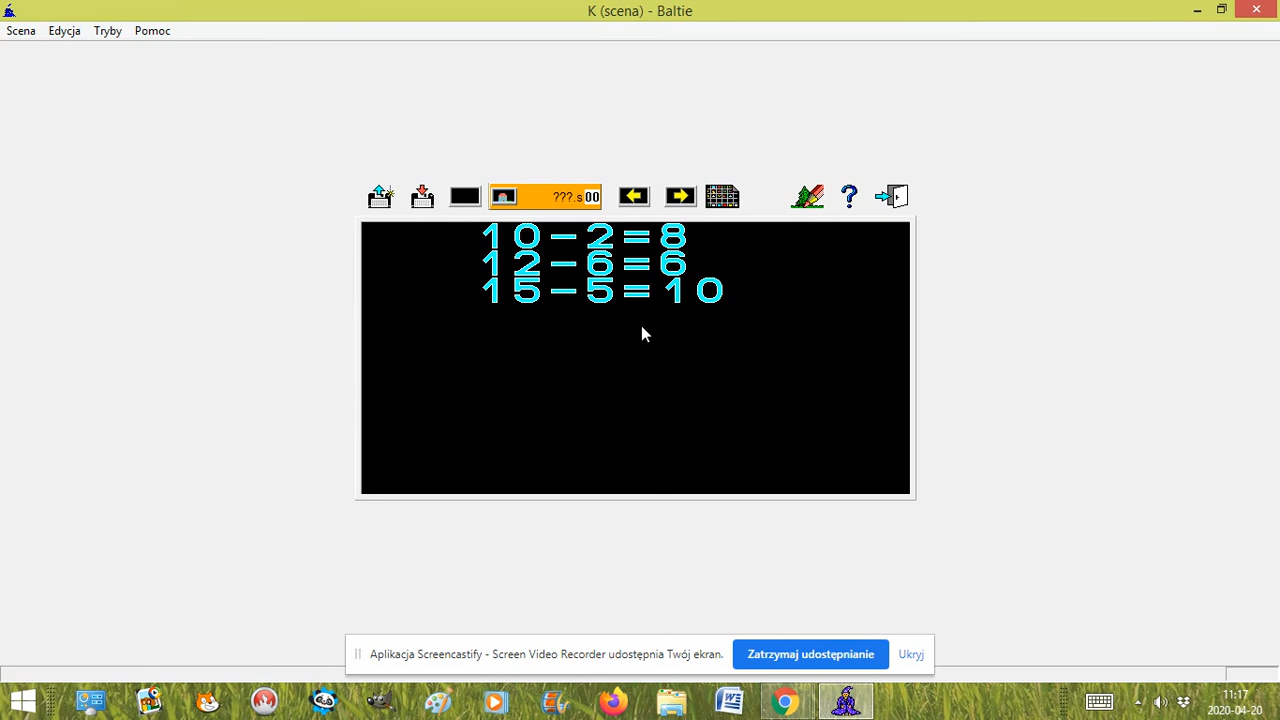 K (scena) - Baltie
Scena Edycja Tryby Pomoc
???.s 00
10-2=8
12-6=6
15-5=10
Aplikacja Screencastify - Screen Video Recorder udostępnia Twój ekran. Zatrzymaj udostępnianie Ukryj
11:17
2020-04-20